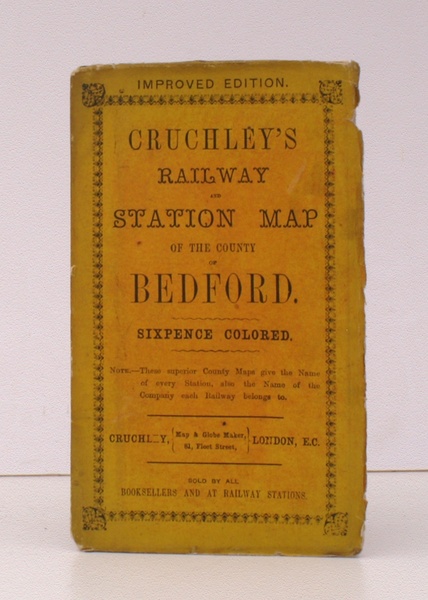 IMPROVED EDITION.
CRUCHLEY'S
RAILWAY
AND
STATION MAP
OF THE COUNTY
OF
BEDFORD.
SIXPENCE COLORED.
NOTE.—These superior County Maps give the Name
of every Station, also the Name of the
Company each Railway belongs to.
CRUCHLEY, {Map & Globe Maker, 81, Fleet Street,} LONDON, E.C.
SOLD BY ALL
BOOKSELLERS AND AT RAILWAY STATIONS.